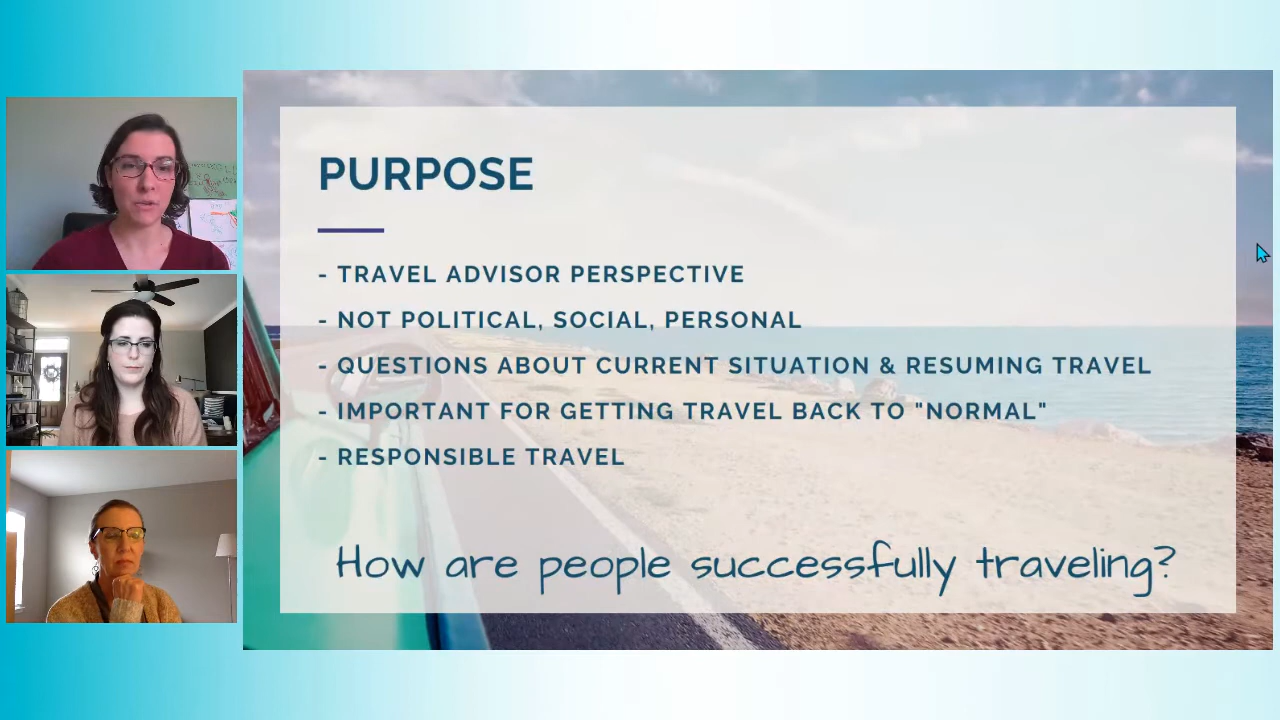 PURPOSE
- TRAVEL ADVISOR PERSPECTIVE
- NOT POLITICAL, SOCIAL, PERSONAL
- QUESTIONS ABOUT CURRENT SITUATION & RESUMING TRAVEL
- IMPORTANT FOR GETTING TRAVEL BACK TO "NORMAL"
- RESPONSIBLE TRAVEL
How are people successfully traveling?